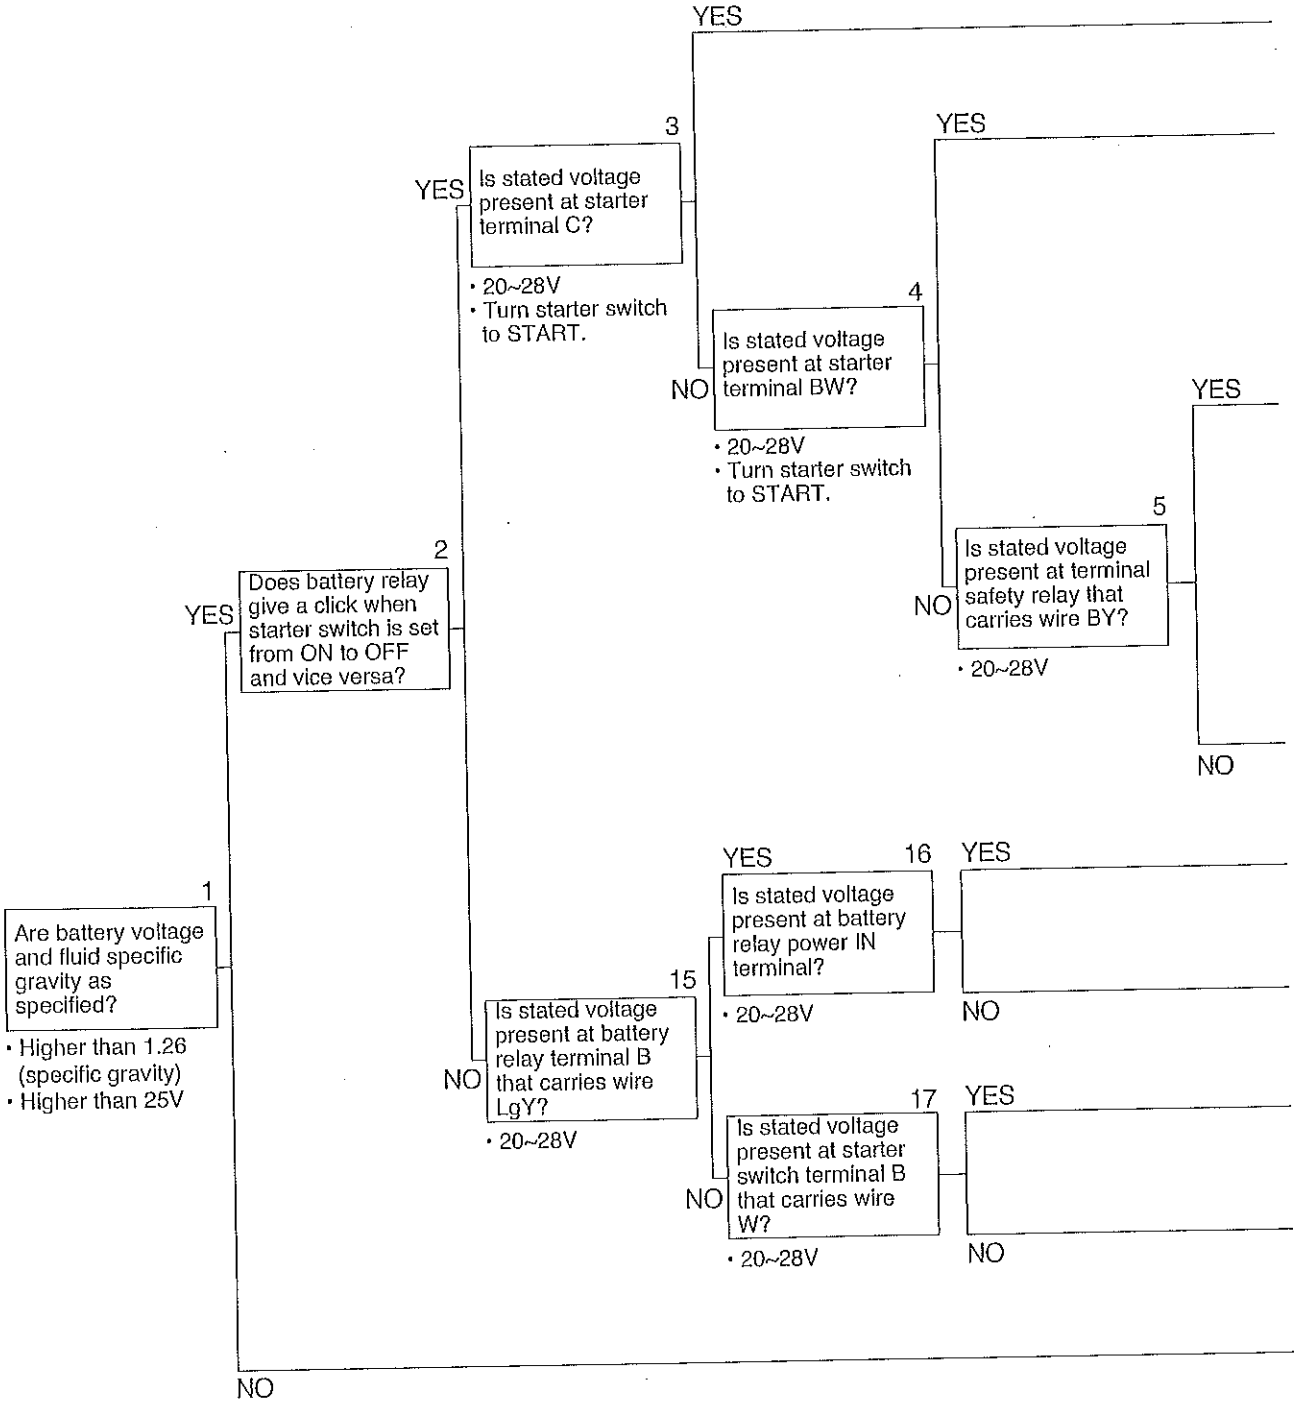 YES
3
YES
Is stated voltage
present at starter
terminal C?
• 20~28V
• Turn starter switch
to START.
YES
4
NO
Is stated voltage
present at starter
terminal BW?
• 20~28V
• Turn starter switch
to START.
YES
5
NO
Is stated voltage
present at terminal
safety relay that
carries wire BY?
• 20~28V
NO
2
YES
Does battery relay
give a click when
starter switch is set
from ON to OFF
and vice versa?
1
Are battery voltage
and fluid specific
gravity as
specified?
• Higher than 1.26
(specific gravity)
• Higher than 25V
15
NO
Is stated voltage
present at battery
relay terminal B
that carries wire
LgY?
• 20~28V
YES
16
Is stated voltage
present at battery
relay power IN
terminal?
• 20~28V
YES
NO
17
NO
Is stated voltage
present at starter
switch terminal B
that carries wire
W?
• 20~28V
YES
NO
NO